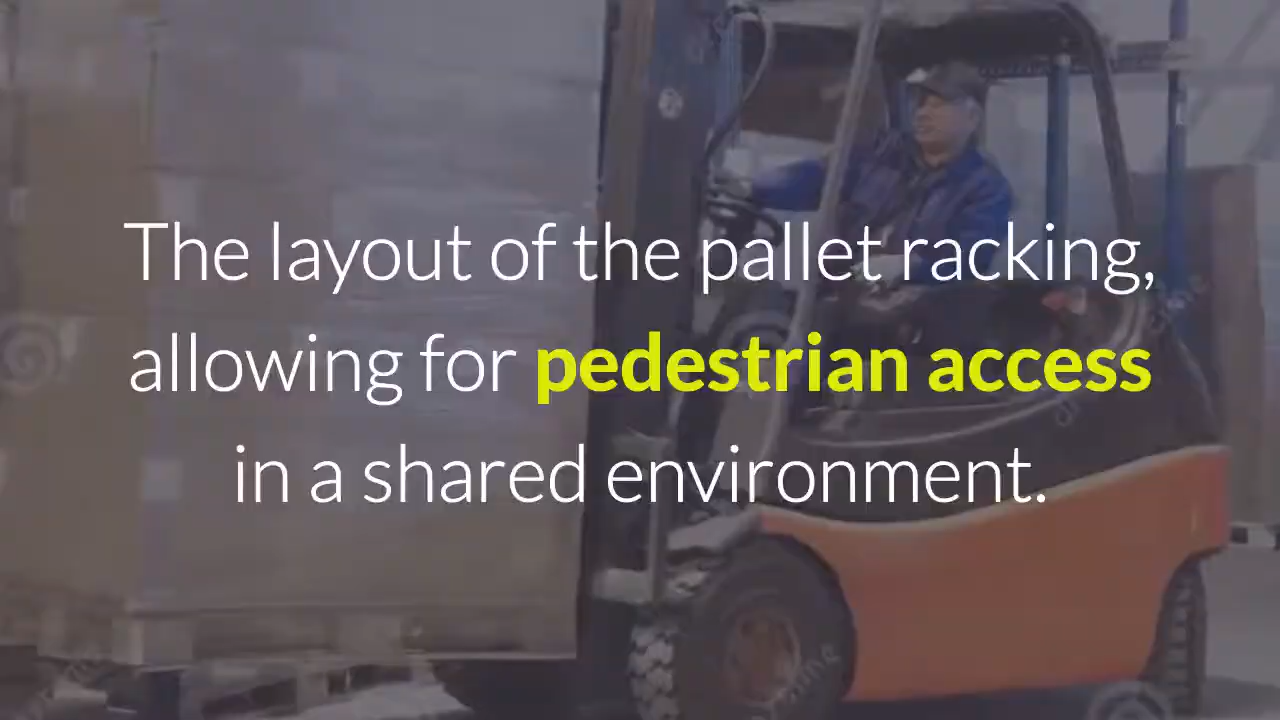 The layout of the pallet racking,
allowing for pedestrian access
in a shared environment.